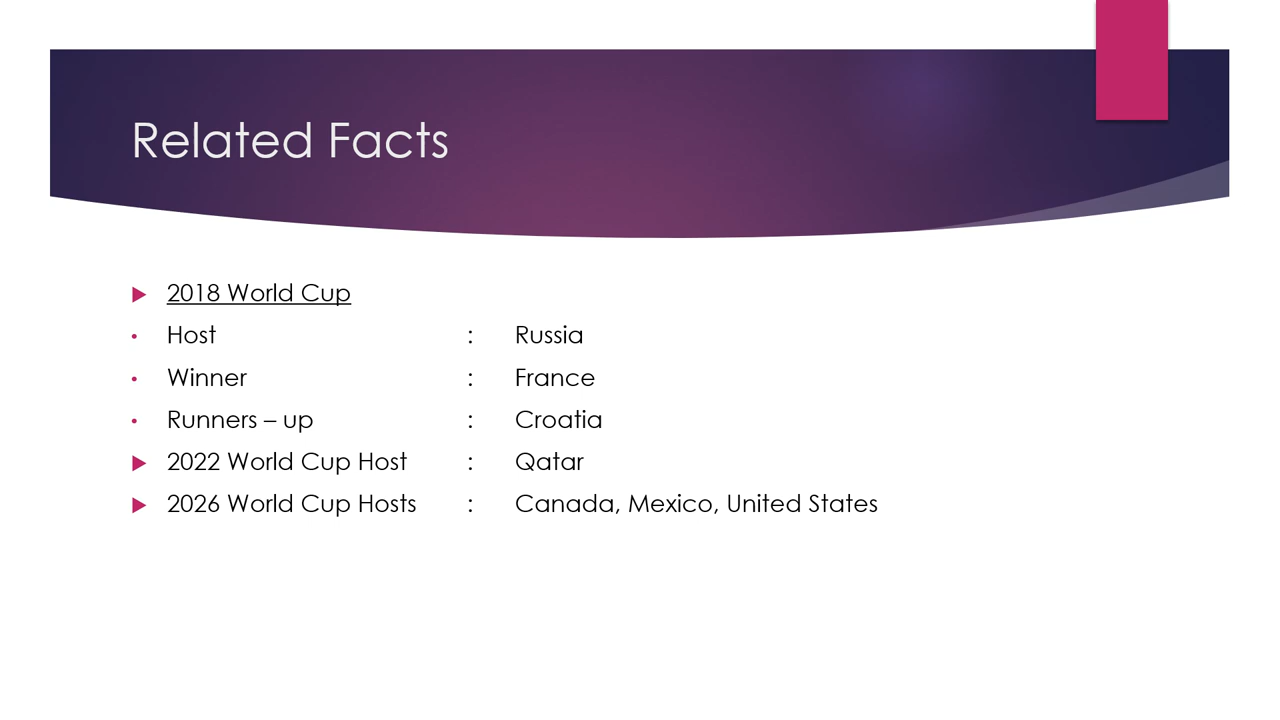 Related Facts
2018 World Cup
Host : Russia
Winner : France
Runners – up : Croatia
2022 World Cup Host : Qatar
2026 World Cup Hosts : Canada, Mexico, United States